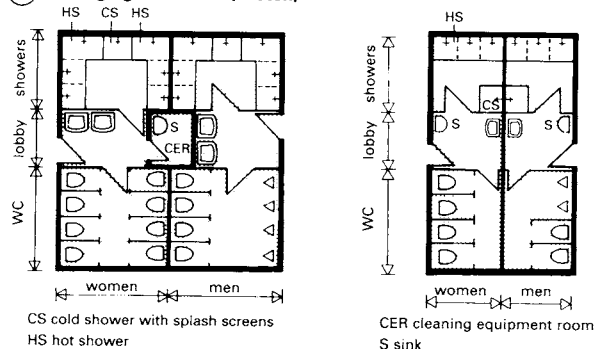 HS CS HS
HS
showers
lobby
WC
S
CER
women
men
CS cold shower with splash screens
HS hot shower
showers
lobby
WC
CS
S
S
women
men
CER cleaning equipment room
S sink